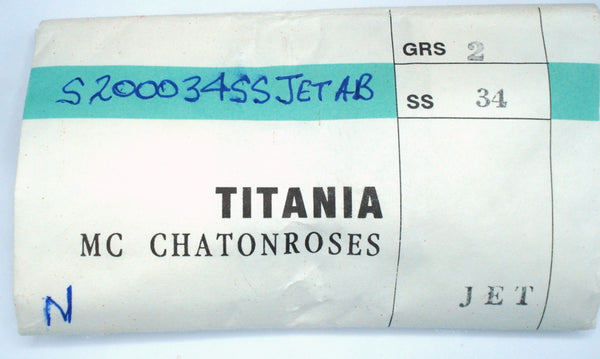 GRS 2
S200034SSJETAB
SS 34
TITANIA
MC CHATONROSES
N
JET